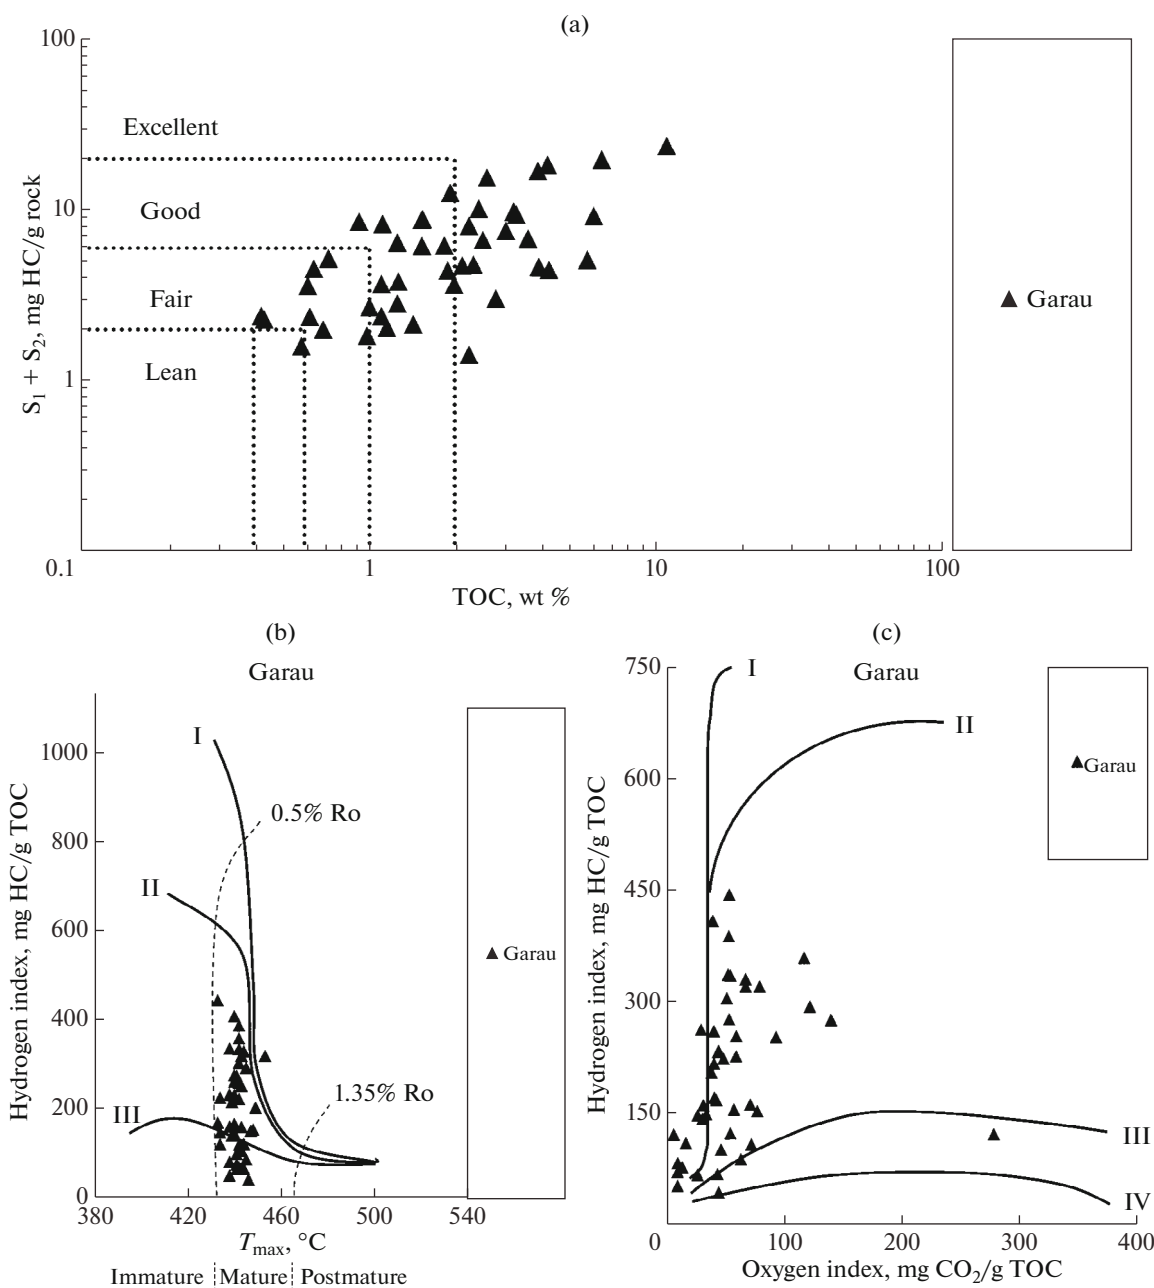 (a)
100
Excellent
Good
10
Fair
Garau
Lean
1
S₁ + S₂, mg HC/g rock
0.1
1
10
100
TOC, wt %
(b)
Garau
I
1000
0.5% Ro
800
II
600
Garau
400
1.35% Ro
III
200
0
Hydrogen index, mg HC/g TOC
380
420
460
500
540
Tmax, °C
Immature
Mature
Postmature
(c)
750
I
Garau
II
Garau
600
450
300
150
III
IV
Hydrogen index, mg HC/g TOC
0
100
200
300
400
Oxygen index, mg CO₂/g TOC